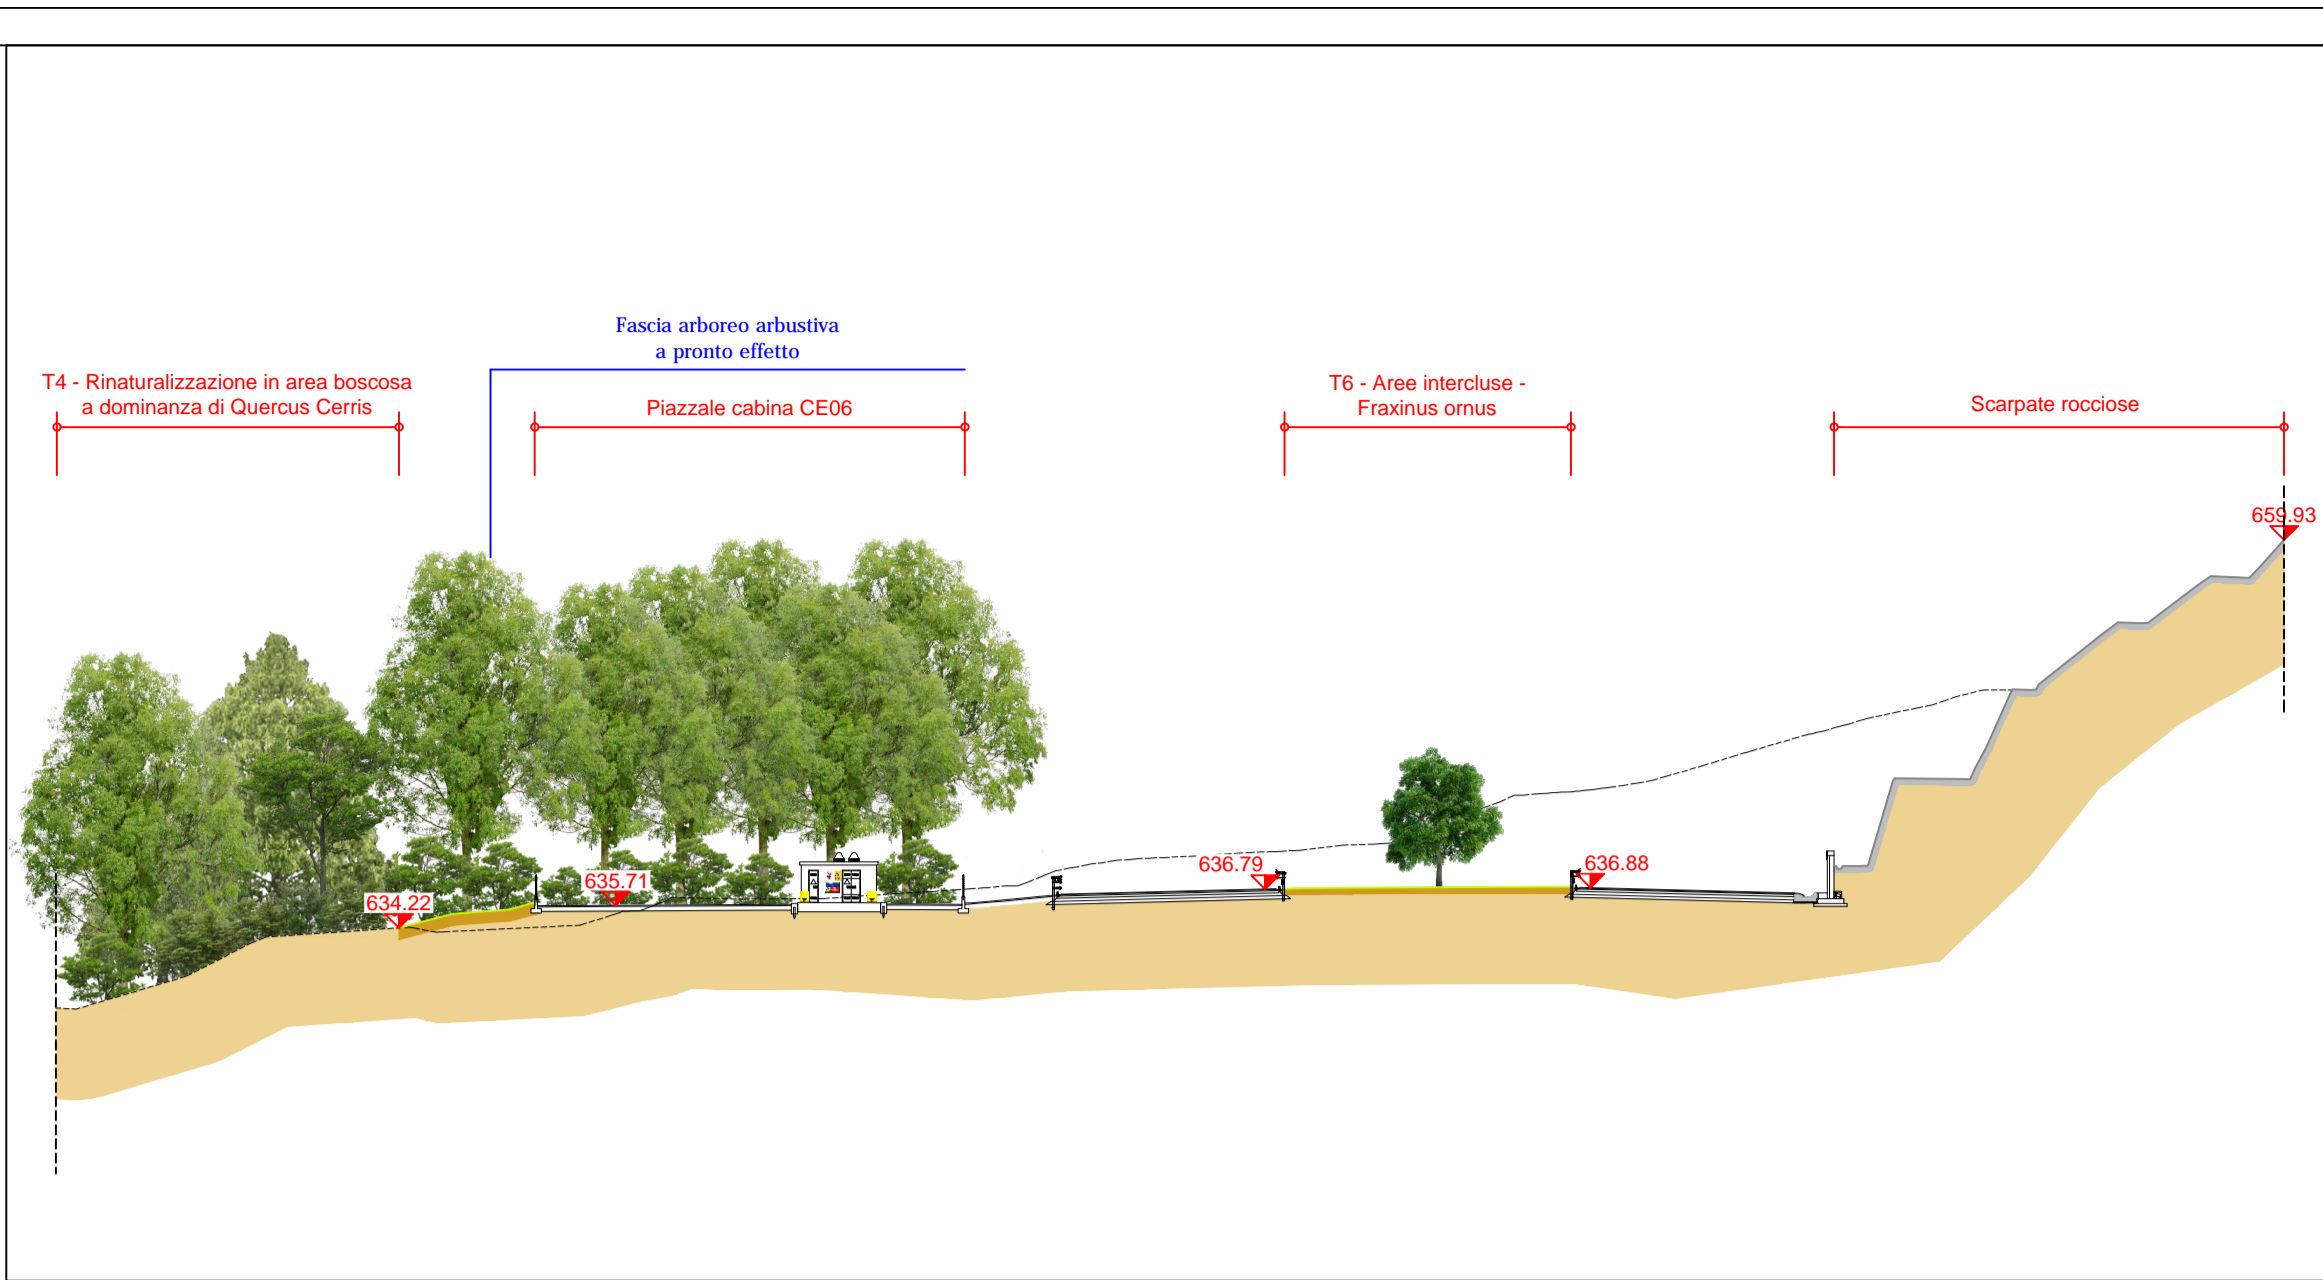 Fascia arboreo arbustiva
a pronto effetto
T4 - Rinaturalizzazione in area boscosa
a dominanza di Quercus Cerris
Piazzale cabina CE06
T6 - Aree intercluse -
Fraxinus ornus
Scarpate rocciose
659.93
634.22
635.71
636.79
636.88